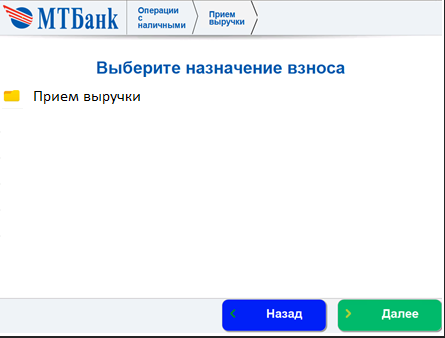 МТБанк
Операции
с
наличными
Прием
выручки
Выберите назначение взноса
Прием выручки
Назад
Далее